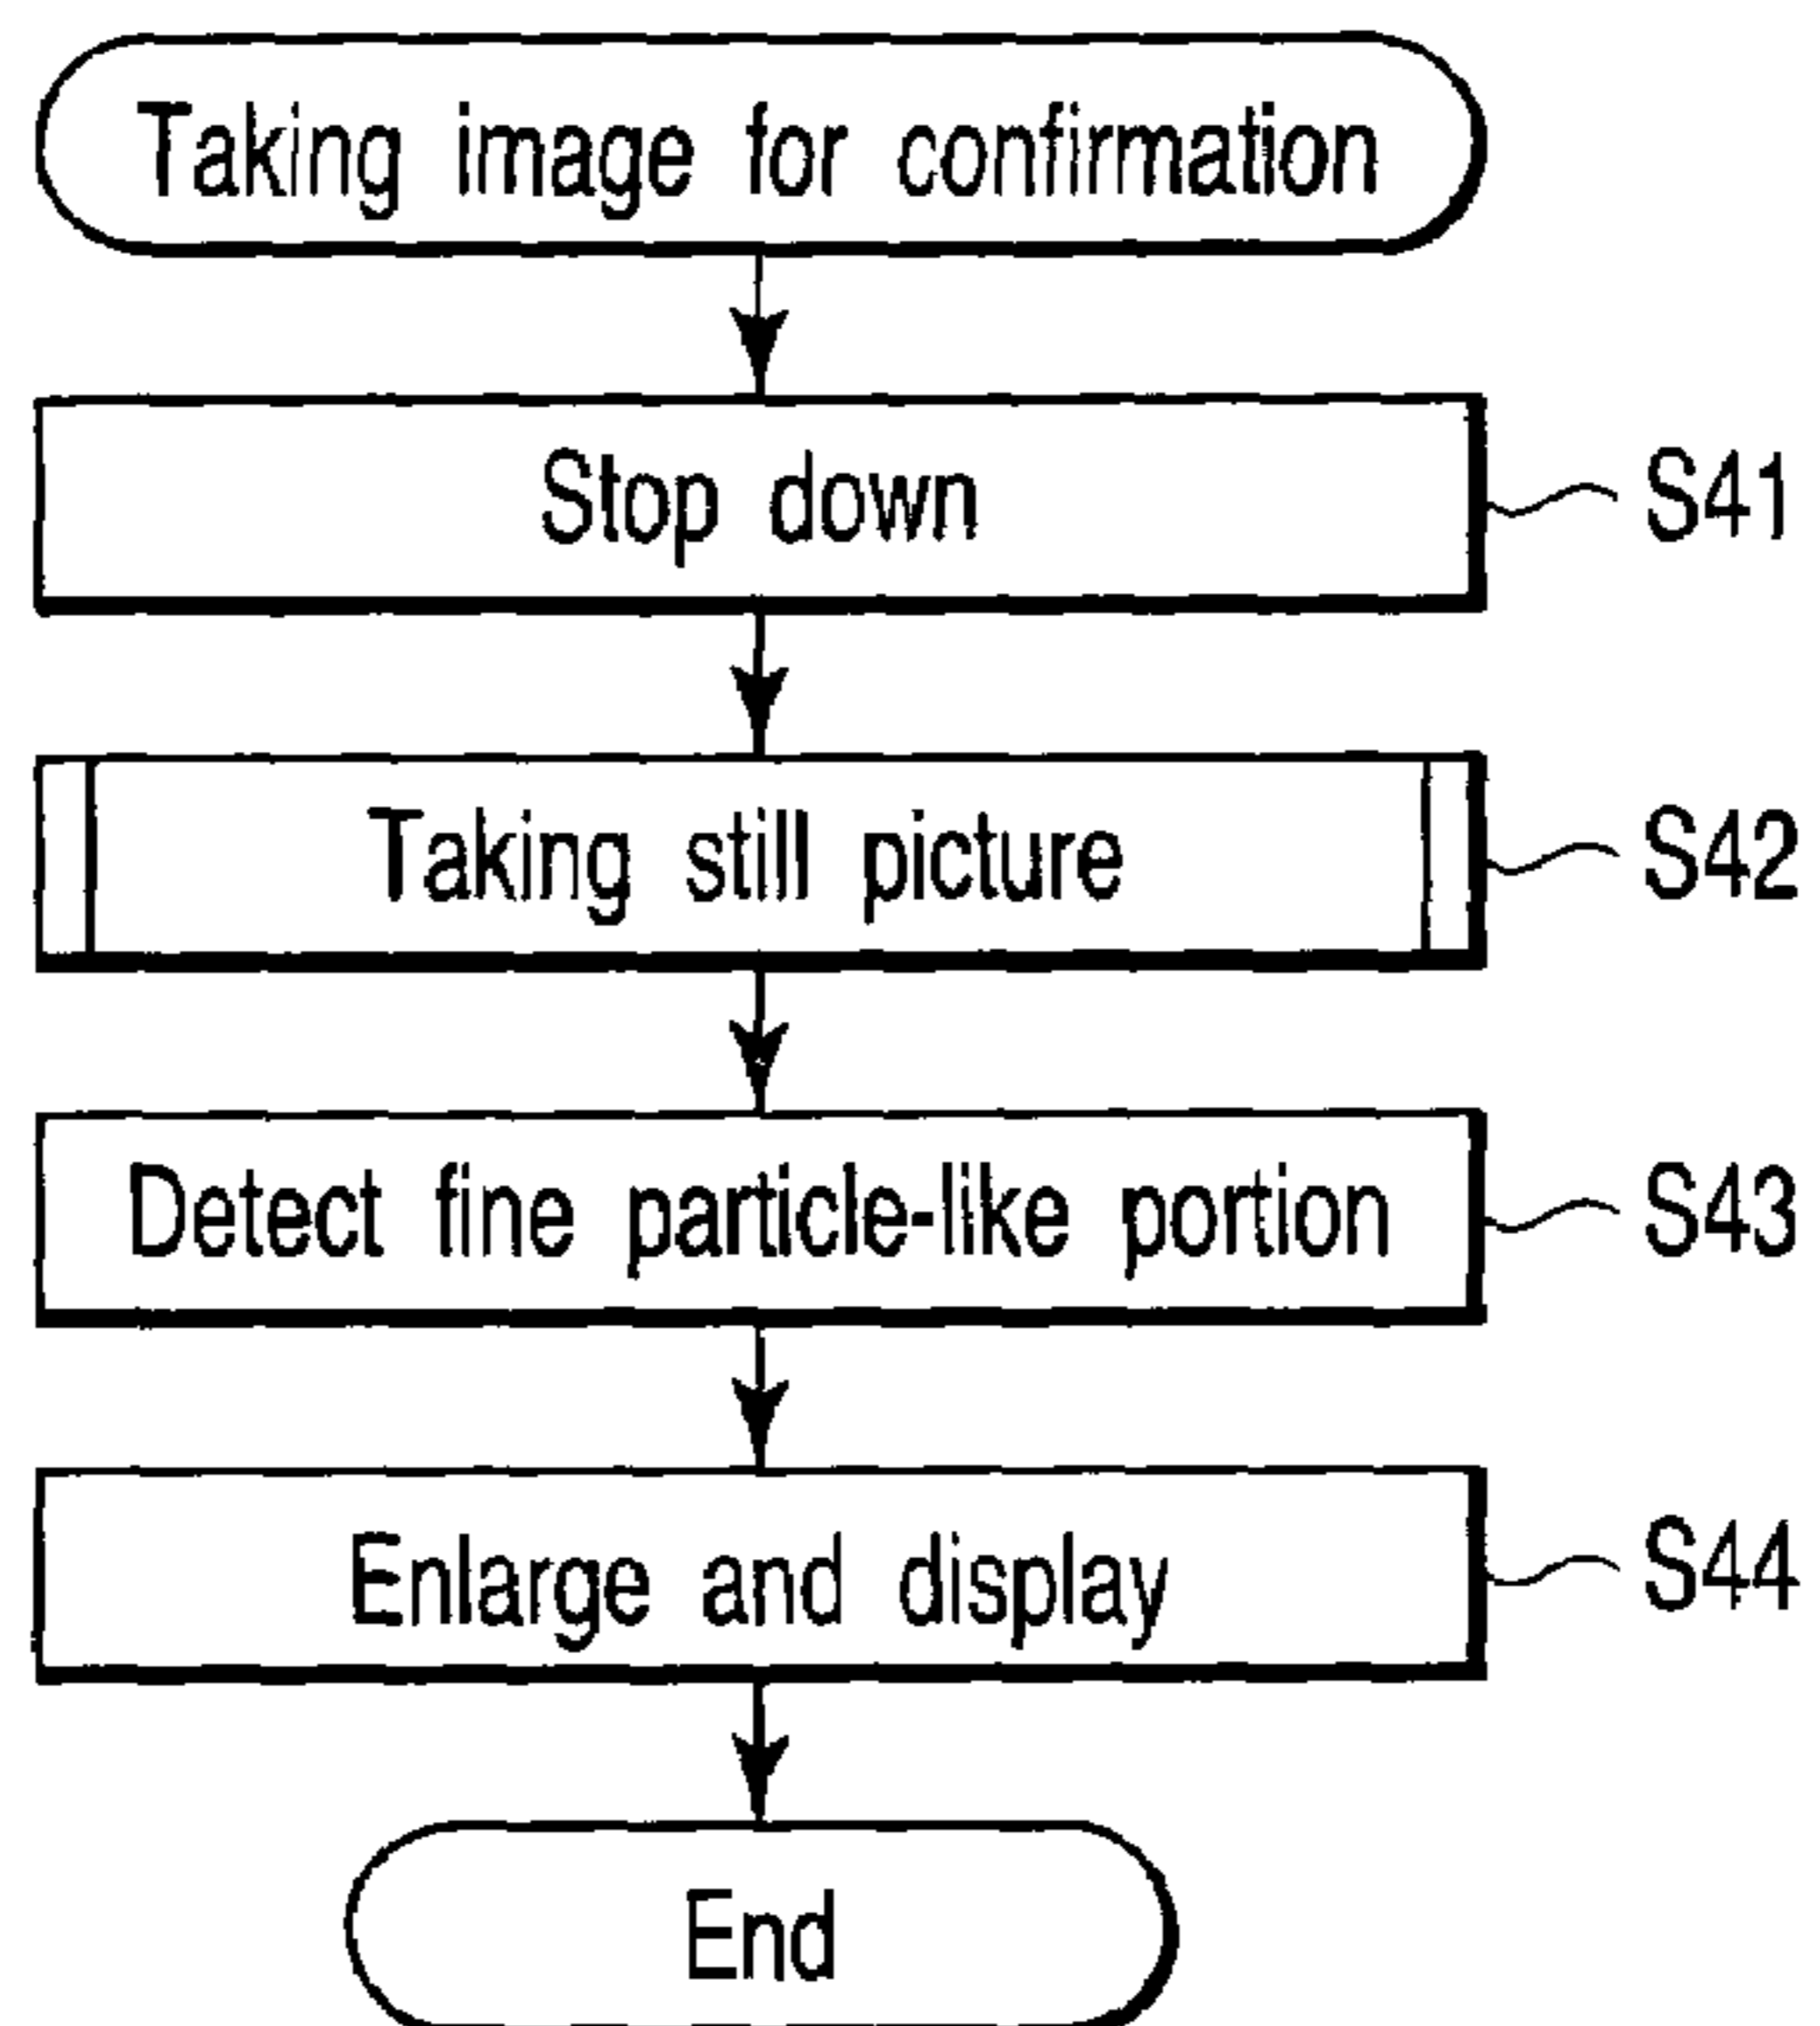 Taking image for confirmation
Stop down
S41
Taking still picture
S42
Detect fine particle-like portion
S43
Enlarge and display
S44
End